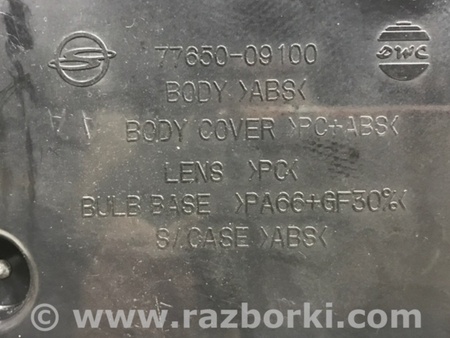 77650-09100
DWC
BODY >ABS<
BODY COVER >PC+ABS<
LENS >PC<
BULB BASE >PA66+GF30%<
S/.CASE >ABS<
© www.razborki.com